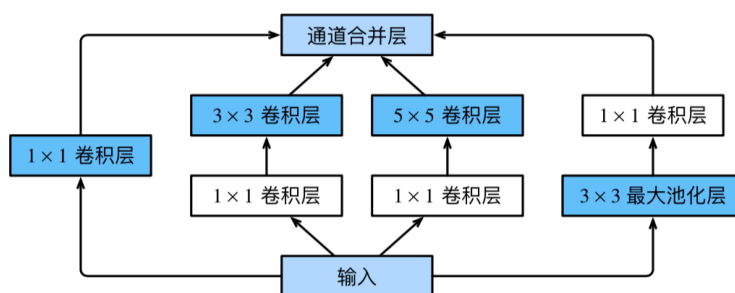 通道合并层
3 × 3 卷积层
5 × 5 卷积层
1 × 1 卷积层
1 × 1 卷积层
1 × 1 卷积层
1 × 1 卷积层
3 × 3 最大池化层
输入